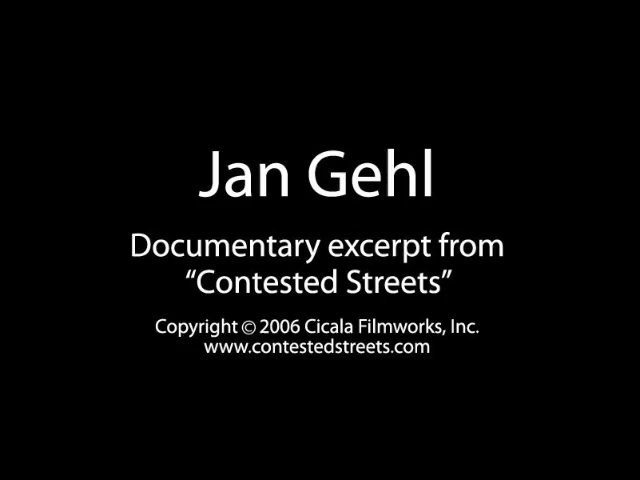 Jan Gehl
Documentary excerpt from
“Contested Streets”
Copyright © 2006 Cicala Filmworks, Inc.
www.contestedstreets.com